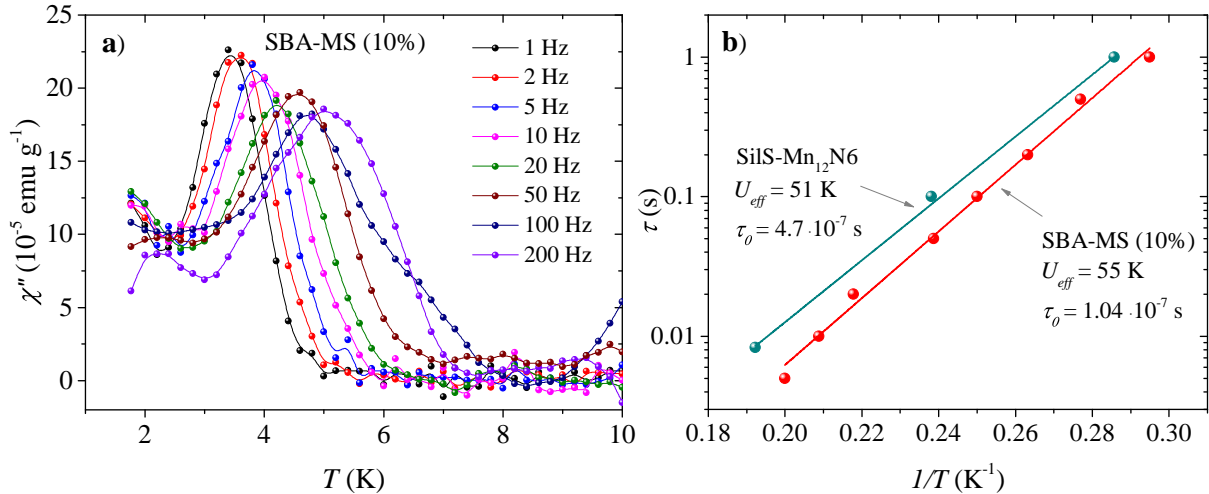 a)
SBA-MS (10%)
1 Hz
2 Hz
5 Hz
10 Hz
20 Hz
50 Hz
100 Hz
200 Hz
25
20
15
10
5
0
χ'' (10⁻⁵ emu g⁻¹)
2 4 6 8 10
T (K)
b)
SilS-Mn₁₂N6
U_eff = 51 K
τ₀ = 4.7·10⁻⁷ s
SBA-MS (10%)
U_eff = 55 K
τ₀ = 1.04·10⁻⁷ s
1
0.1
0.01
τ (s)
0.18 0.20 0.22 0.24 0.26 0.28 0.30
1/T (K⁻¹)